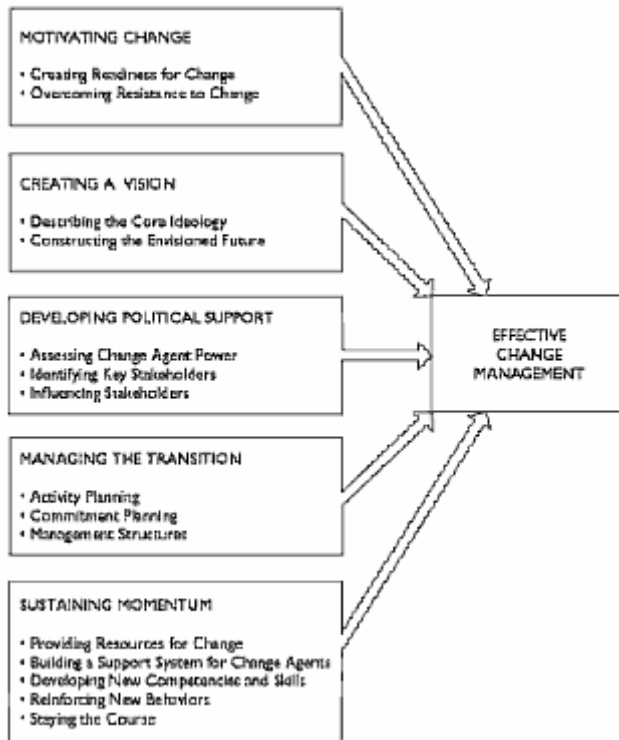 MOTIVATING CHANGE
• Creating Readiness for Change
• Overcoming Resistance to Change
CREATING A VISION
• Describing the Core Ideology
• Constructing the Envisioned Future
DEVELOPING POLITICAL SUPPORT
• Assessing Change Agent Power
• Identifying Key Stakeholders
• Influencing Stakeholders
MANAGING THE TRANSITION
• Activity Planning
• Commitment Planning
• Management Structures
SUSTAINING MOMENTUM
• Providing Resources for Change
• Building a Support System for Change Agents
• Developing New Competencies and Skills
• Reinforcing New Behaviors
• Staying the Course
EFFECTIVE
CHANGE
MANAGEMENT